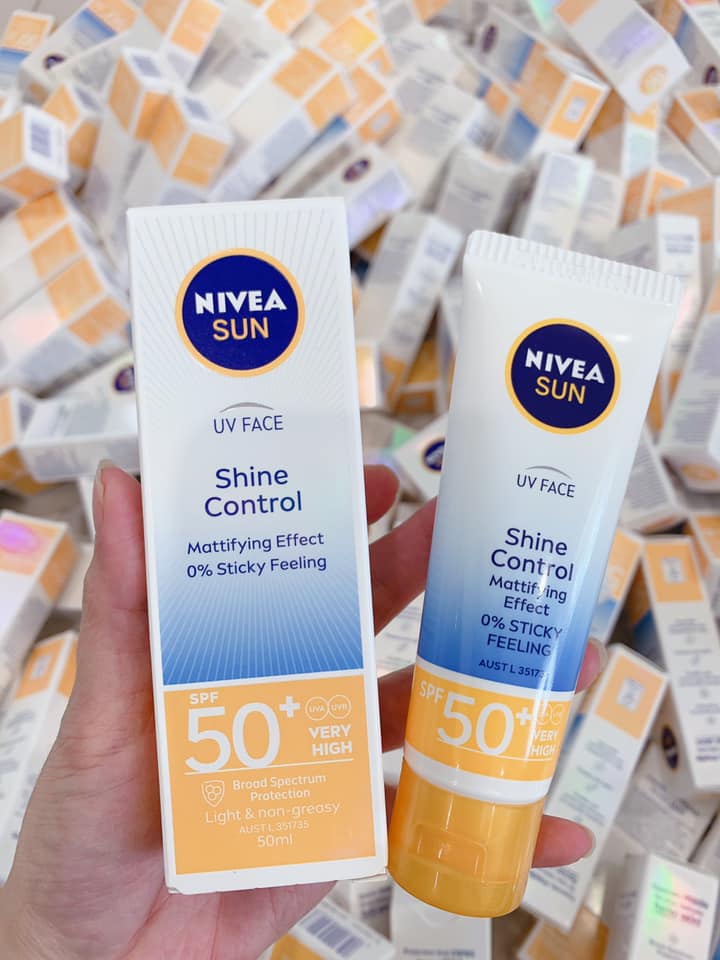 NIVEA
SUN
UV FACE
Shine
Control
Mattifying Effect
0% Sticky Feeling
SPF
50+
UVA UVB
VERY
HIGH
Broad Spectrum
Protection
Light & non-greasy
AUST L 351735
50ml
NIVEA
SUN
UV FACE
Shine
Control
Mattifying
Effect
0% STICKY
FEELING
AUST L 35173
SPF
50+
VERY
HIGH